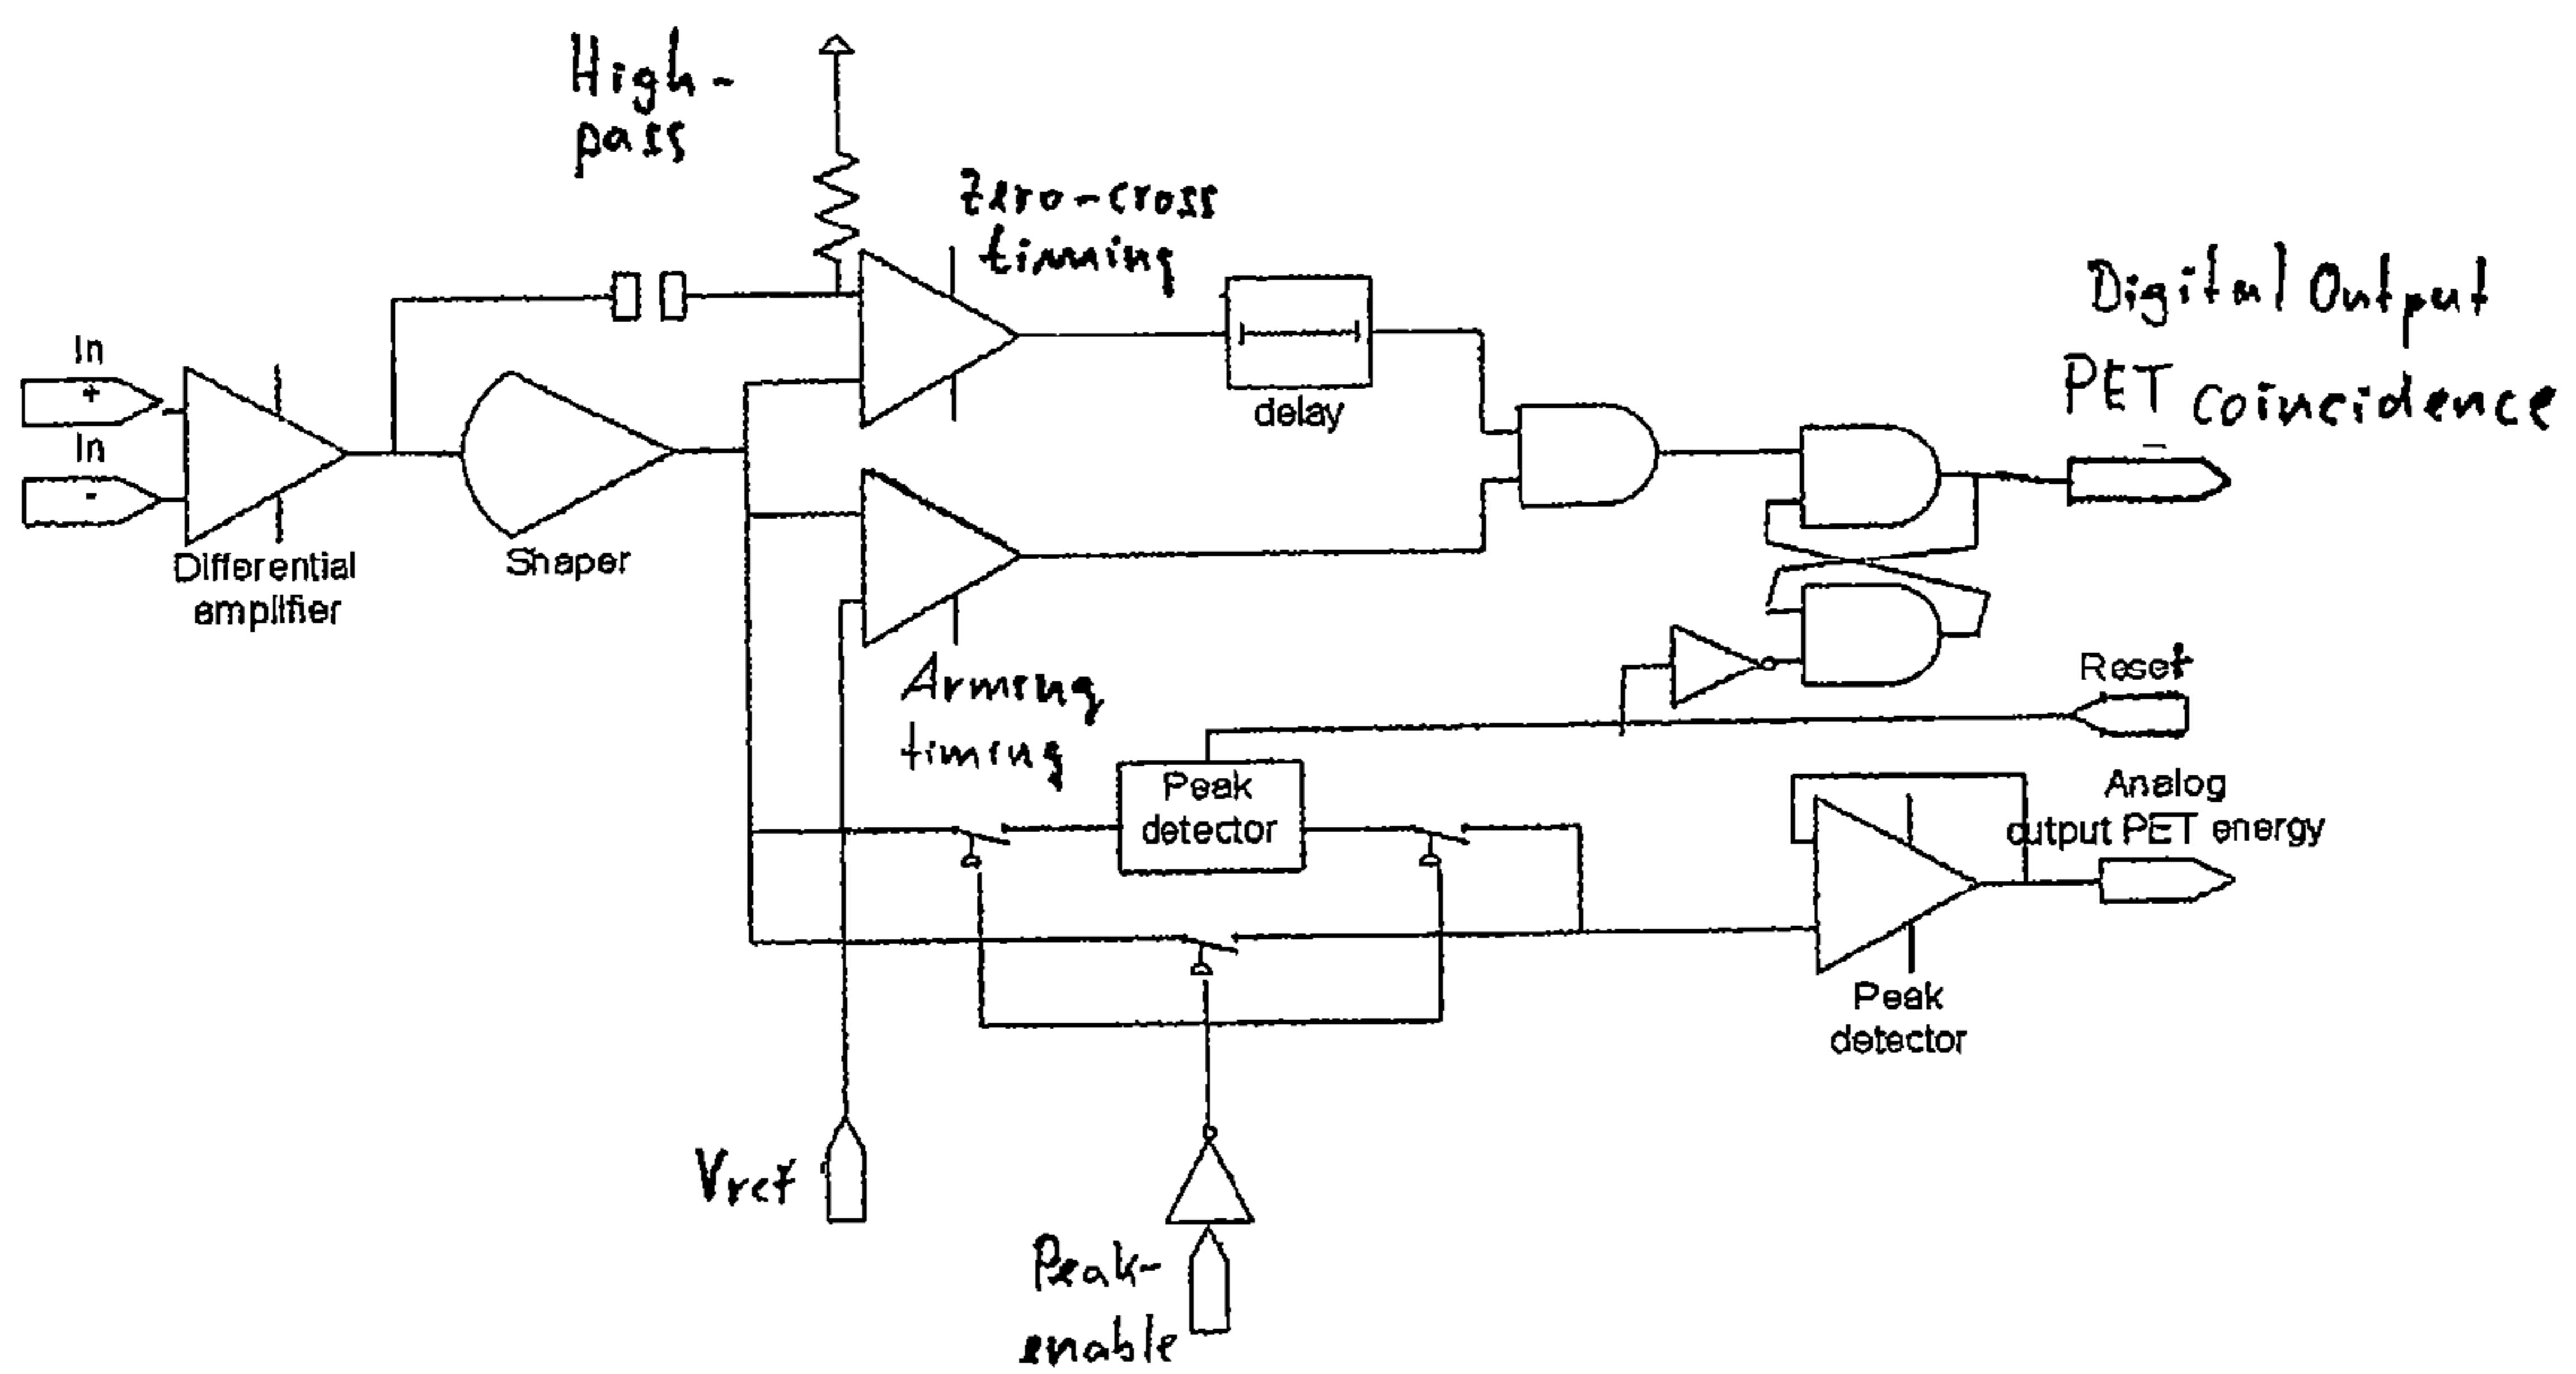 High-
pass
Zero-cross
timing
In
+
In
-
Differential
amplifier
Shaper
delay
Digital Output
PET coincidence
Arming
timing
Reset
Peak
detector
Analog
output PET energy
Peak
detector
Vref
Peak-
enable